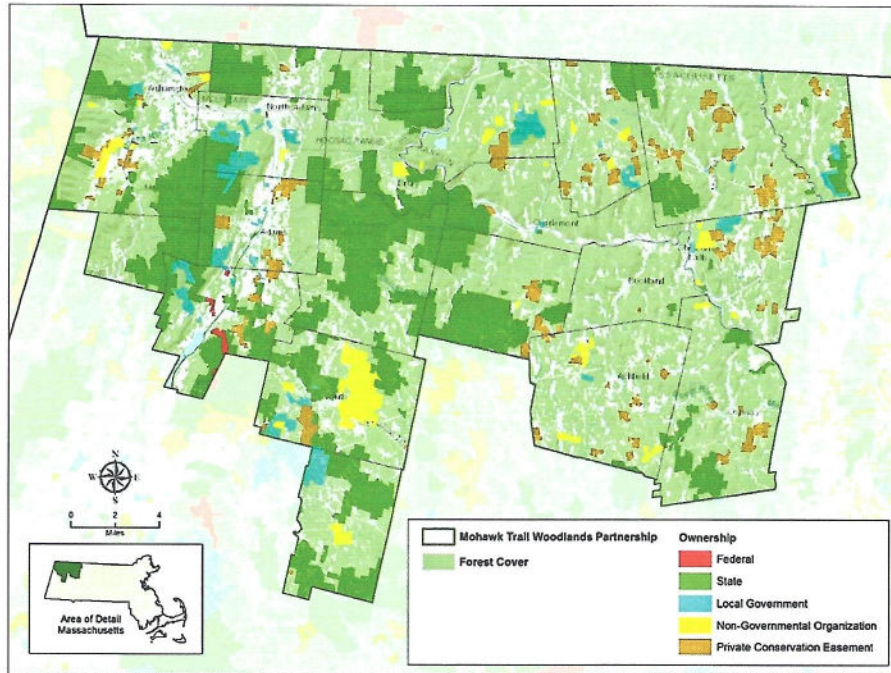 MASSACHUSETTS
North Adams
HOOSAC RANGE
Adams
Buckland
Ashfield
N
W E
S
0 2 4
Miles
Area of Detail
Massachusetts
Mohawk Trail Woodlands Partnership
Forest Cover
Ownership
Federal
State
Local Government
Non-Governmental Organization
Private Conservation Easement